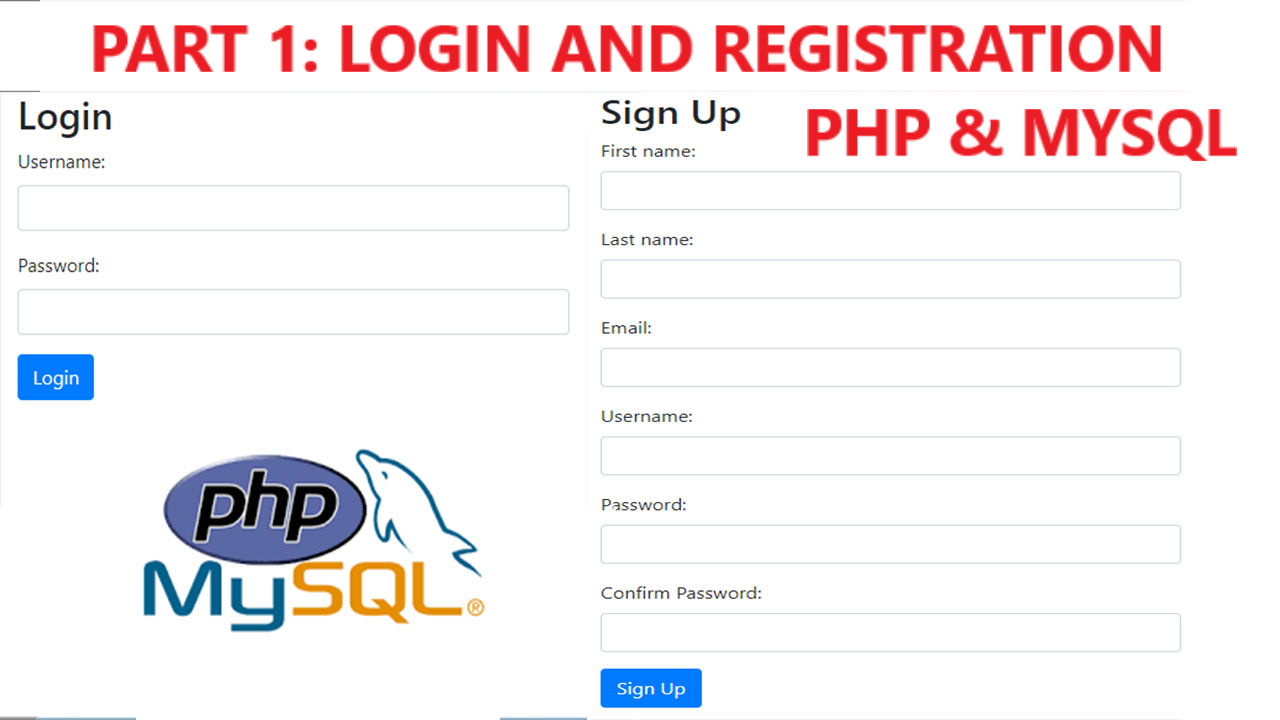 PART 1: LOGIN AND REGISTRATION
PHP & MYSQL
Login
Username:
Password:
Login
php
MySQL®
Sign Up
First name:
Last name:
Email:
Username:
Password:
Confirm Password:
Sign Up